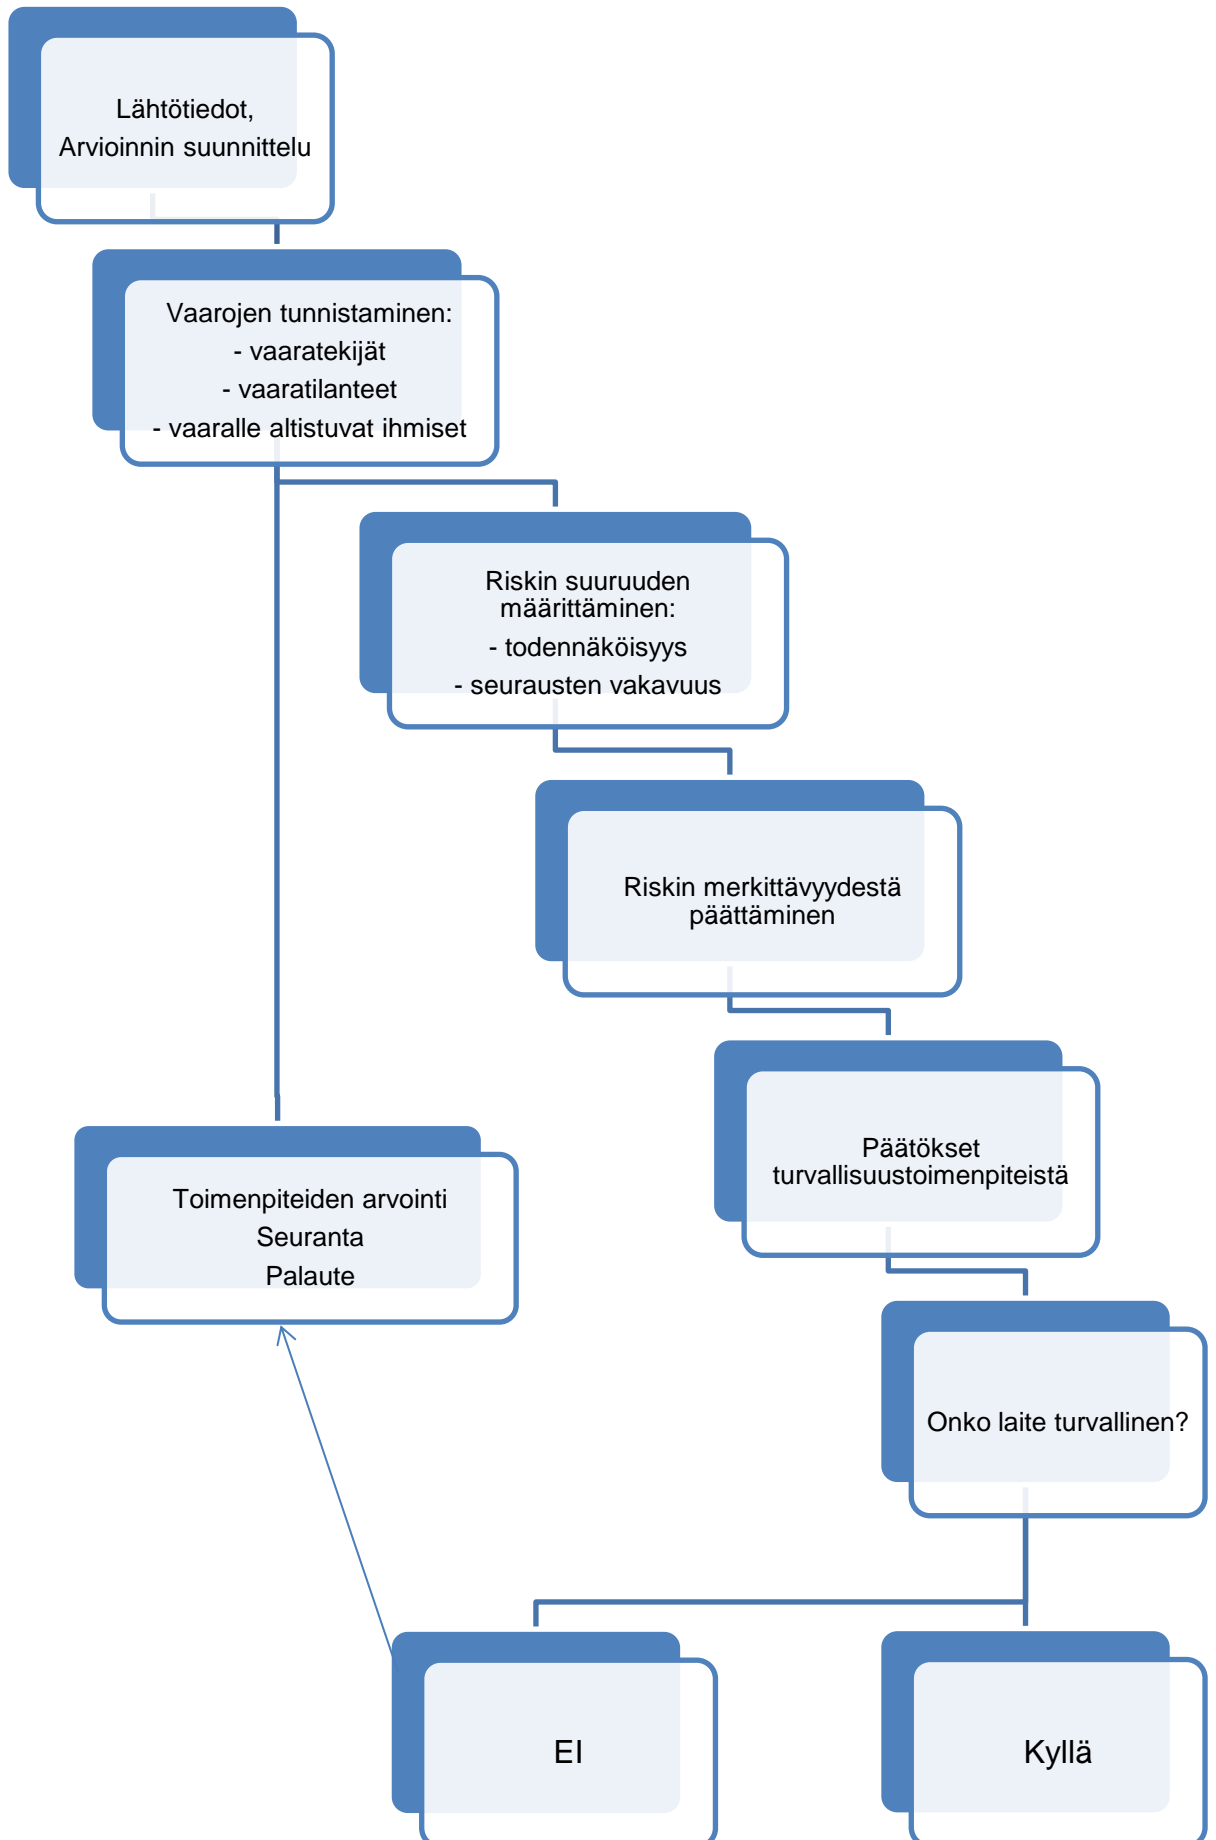 Lähtötiedot,
Arvioinnin suunnittelu
Vaarojen tunnistaminen:
- vaaratekijät
- vaaratilanteet
- vaaralle altistuvat ihmiset
Riskin suuruuden
määrittäminen:
- todennäköisyys
- seurausten vakavuus
Riskin merkittävyydestä
päättäminen
Päätökset
turvallisuustoimenpiteistä
Toimenpiteiden arvointi
Seuranta
Palaute
Onko laite turvallinen?
EI
Kyllä